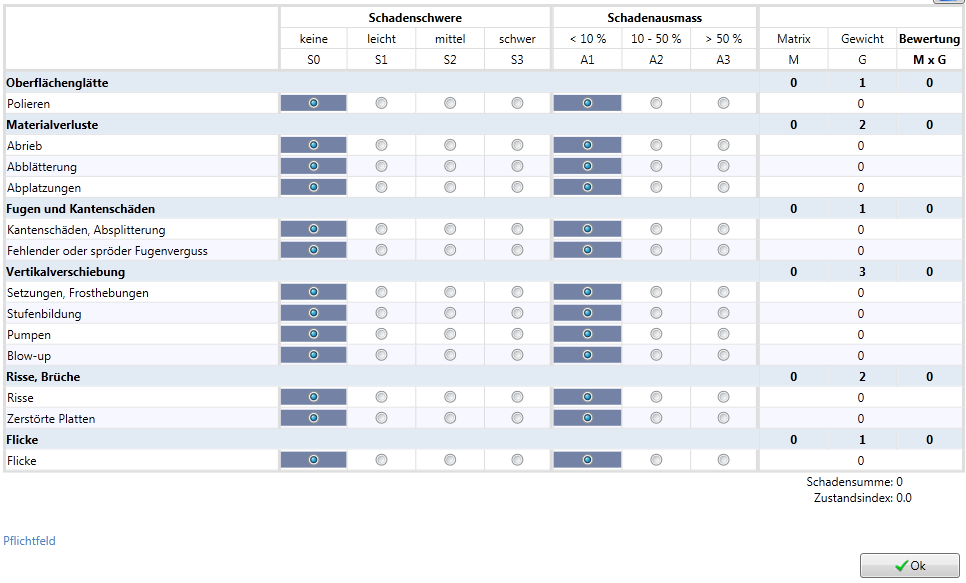 Schadenschwere Schadenausmass
keine leicht mittel schwer < 10 % 10 - 50 % > 50 % Matrix Gewicht Bewertung
S0 S1 S2 S3 A1 A2 A3 M G M x G
Oberflächenglätte 0 1 0
Polieren 0
Materialverluste 0 2 0
Abrieb 0
Abblätterung 0
Abplatzungen 0
Fugen und Kantenschäden 0 1 0
Kantenschäden, Absplitterung 0
Fehlender oder spröder Fugenverguss 0
Vertikalverschiebung 0 3 0
Setzungen, Frosthebungen 0
Stufenbildung 0
Pumpen 0
Blow-up 0
Risse, Brüche 0 2 0
Risse 0
Zerstörte Platten 0
Flicke 0 1 0
Flicke 0
Schadensumme: 0
Zustandsindex: 0.0
Pflichtfeld
Ok